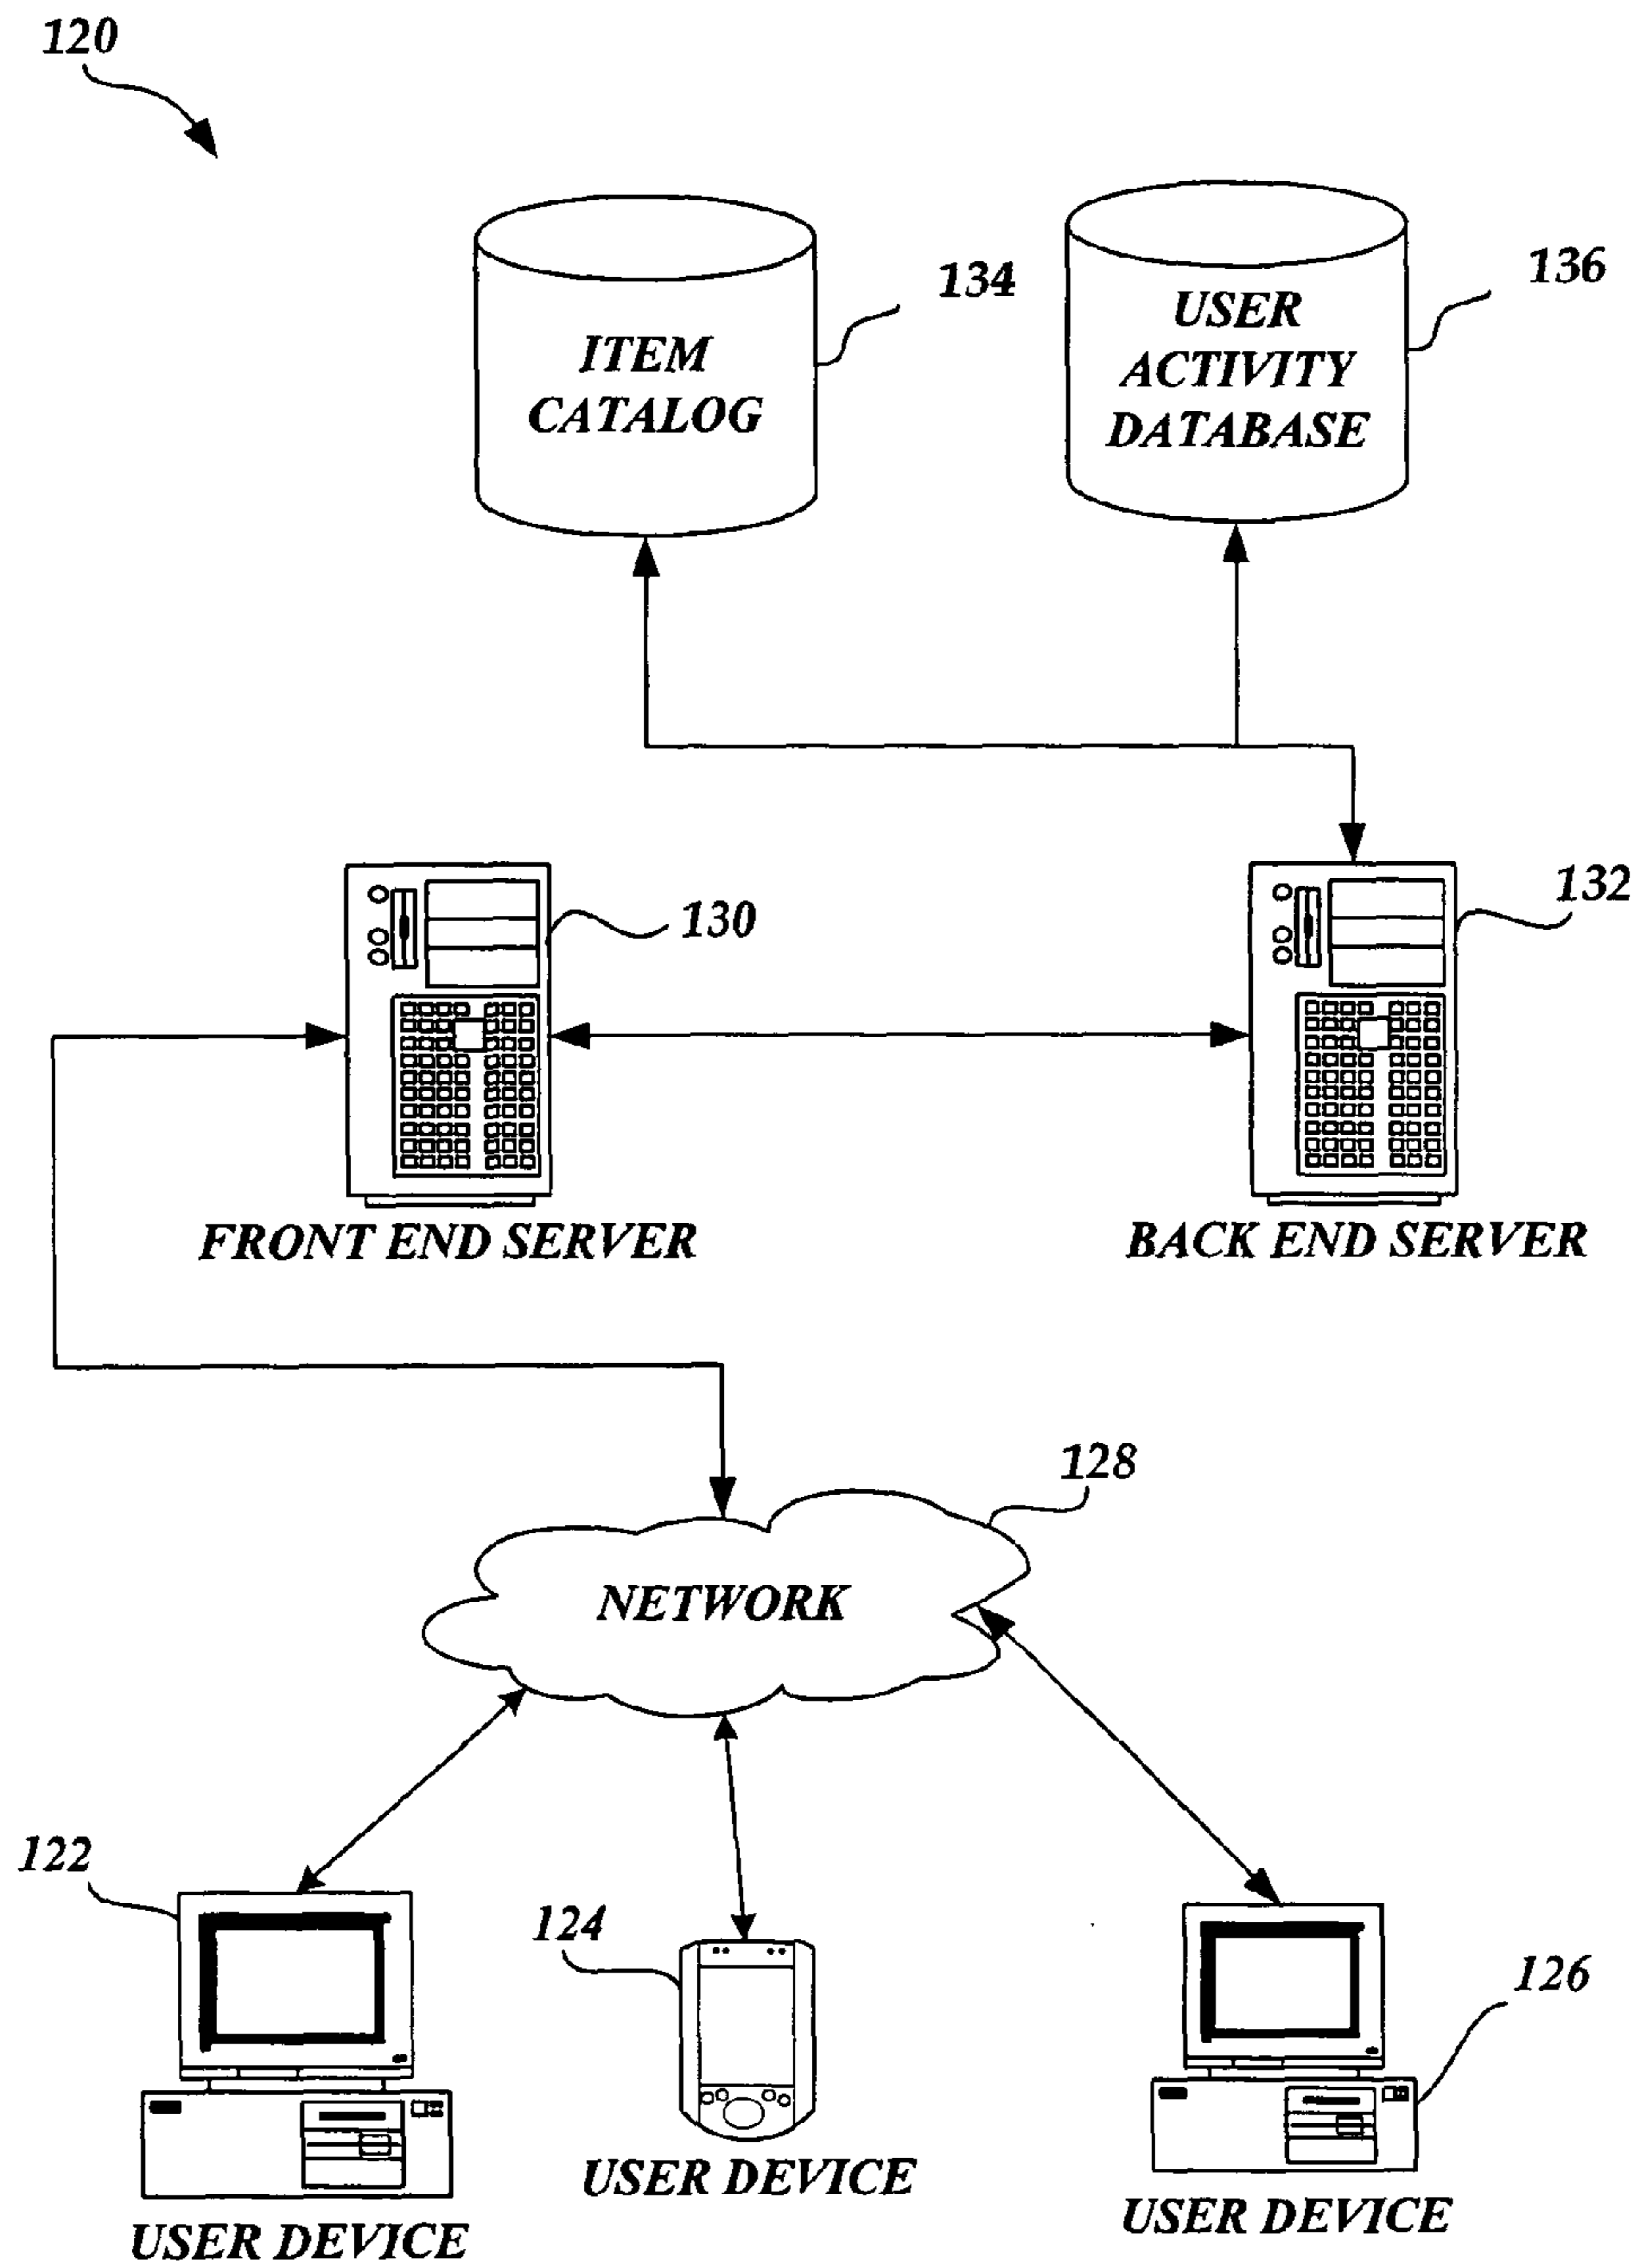 120
134
136
ITEM
CATALOG
USER
ACTIVITY
DATABASE
130
132
FRONT END SERVER
BACK END SERVER
128
NETWORK
122
124
126
USER DEVICE
USER DEVICE
USER DEVICE